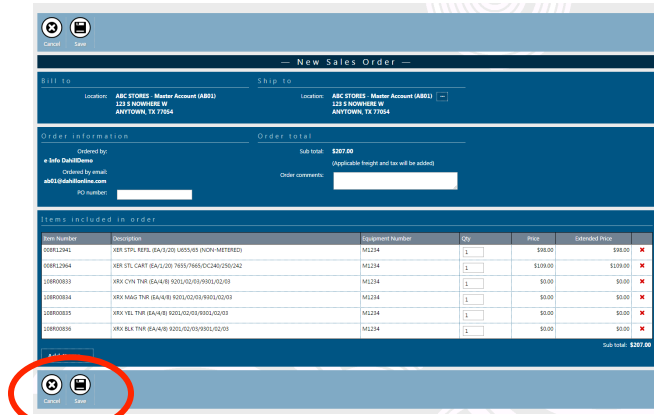 Cancel Save
— New Sales Order —
Bill to Ship to
Location: ABC STORES - Master Account (AB01) Location: ABC STORES - Master Account (AB01) ...
123 S NOWHERE W 123 S NOWHERE W
ANYTOWN, TX 77054 ANYTOWN, TX 77054
Order information Order total
Ordered by: Sub total: $207.00
e-Info DahillDemo (Applicable freight and tax will be added)
Ordered by email: Order comments:
ab01@dahillonline.com
PO number:
Items included in order
Item Number Description Equipment Number Qty Price Extended Price
008R12941 XER STPL REFIL (EA/3/20) U655/65 (NON-METERED) M1234 1 $98.00 $98.00
008R12964 XER STL CART (EA/1/20) 7655/7665/DC240/250/242 M1234 1 $109.00 $109.00
108R00833 XRX CYN TNR (EA/4/8) 9201/02/03/9301/02/03 M1234 1 $0.00 $0.00
108R00834 XRX MAG TNR (EA/4/8) 9201/02/03/9301/02/03 M1234 1 $0.00 $0.00
108R00835 XRX YEL TNR (EA/4/8) 9201/02/03/9301/02/03 M1234 1 $0.00 $0.00
108R00836 XRX BLK TNR (EA/4/8) 9201/02/03/9301/02/03 M1234 1 $0.00 $0.00
Sub total: $207.00
Cancel Save